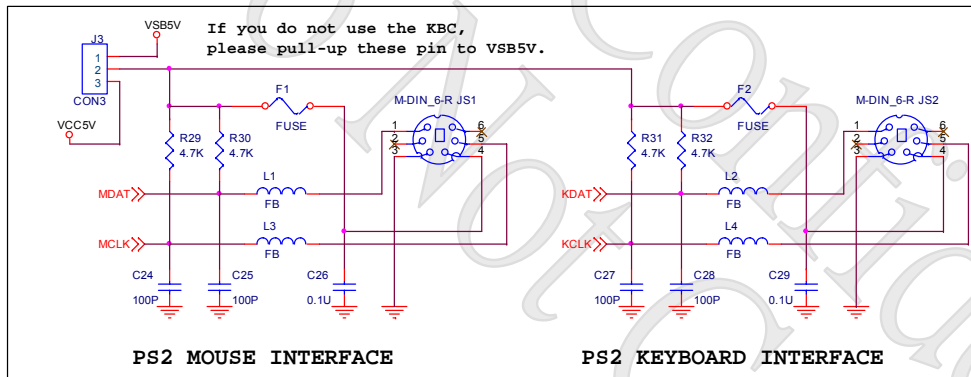 VSB5V
If you do not use the KBC,
please pull-up these pin to VSB5V.
J3
1
2
3
CON3
VCC5V
F1
FUSE
M-DIN_6-R JS1
1
2
3
6
5
4
R29
4.7K
R30
4.7K
L1
FB
MDAT
L3
FB
MCLK
C24
100P
C25
100P
C26
0.1U
PS2 MOUSE INTERFACE
F2
FUSE
M-DIN_6-R JS2
1
2
3
6
5
4
R31
4.7K
R32
4.7K
L2
FB
KDAT
L4
FB
KCLK
C27
100P
C28
100P
C29
0.1U
PS2 KEYBOARD INTERFACE